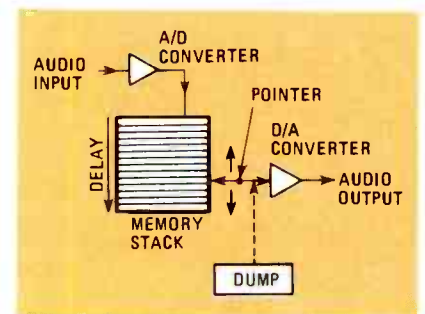 A/D
CONVERTER
AUDIO
INPUT
POINTER
D/A
CONVERTER
DELAY
AUDIO
OUTPUT
MEMORY
STACK
DUMP